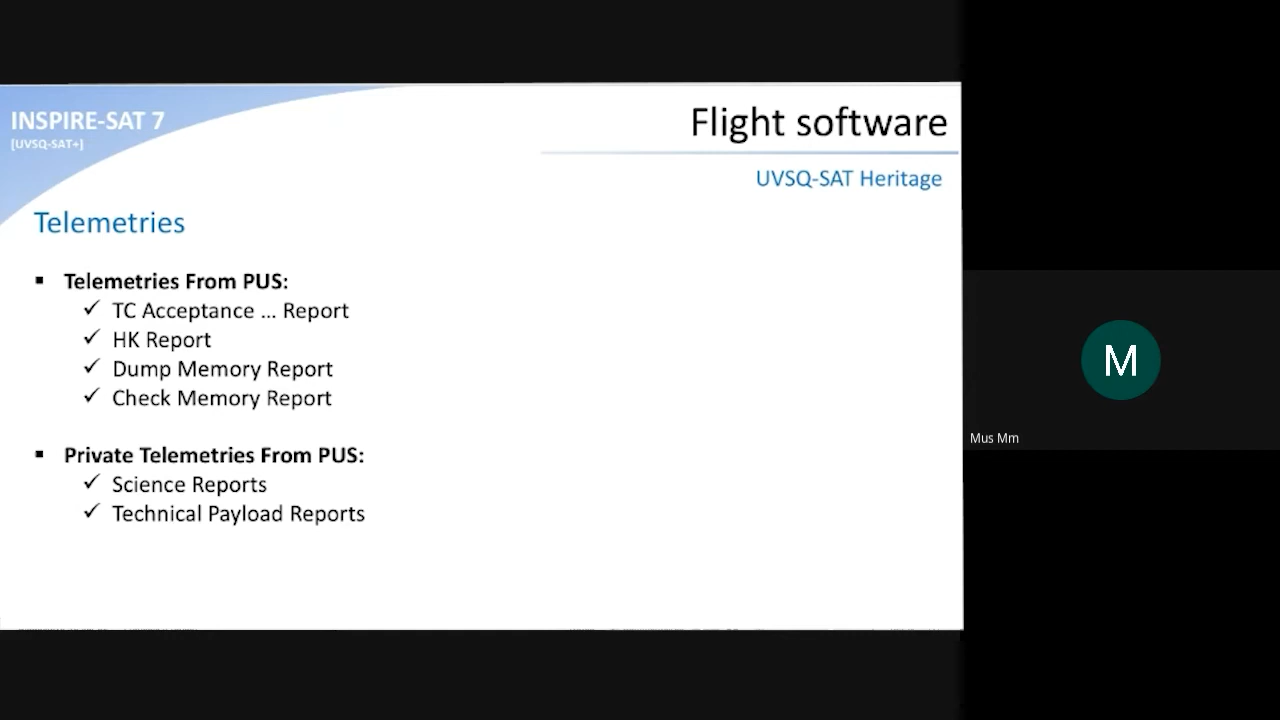 INSPIRE-SAT 7
[UVSQ-SAT+]
Flight software
UVSQ-SAT Heritage
Telemetries
▪ Telemetries From PUS:
✓ TC Acceptance ... Report
✓ HK Report
✓ Dump Memory Report
✓ Check Memory Report
▪ Private Telemetries From PUS:
✓ Science Reports
✓ Technical Payload Reports
M
Mus Mm